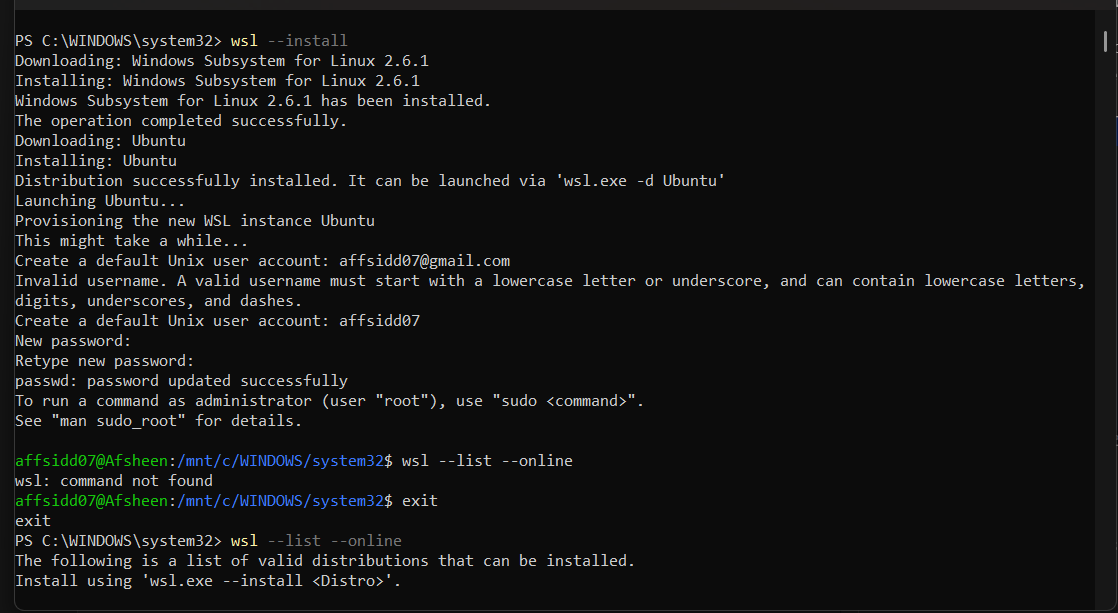 PS C:\WINDOWS\system32> wsl --install
Downloading: Windows Subsystem for Linux 2.6.1
Installing: Windows Subsystem for Linux 2.6.1
Windows Subsystem for Linux 2.6.1 has been installed.
The operation completed successfully.
Downloading: Ubuntu
Installing: Ubuntu
Distribution successfully installed. It can be launched via 'wsl.exe -d Ubuntu'
Launching Ubuntu...
Provisioning the new WSL instance Ubuntu
This might take a while...
Create a default Unix user account: affsidd07@gmail.com
Invalid username. A valid username must start with a lowercase letter or underscore, and can contain lowercase letters,
digits, underscores, and dashes.
Create a default Unix user account: affsidd07
New password:
Retype new password:
passwd: password updated successfully
To run a command as administrator (user "root"), use "sudo <command>".
See "man sudo_root" for details.
affsidd07@Afsheen:/mnt/c/WINDOWS/system32$ wsl --list --online
wsl: command not found
affsidd07@Afsheen:/mnt/c/WINDOWS/system32$ exit
exit
PS C:\WINDOWS\system32> wsl --list --online
The following is a list of valid distributions that can be installed.
Install using 'wsl.exe --install <Distro>'.